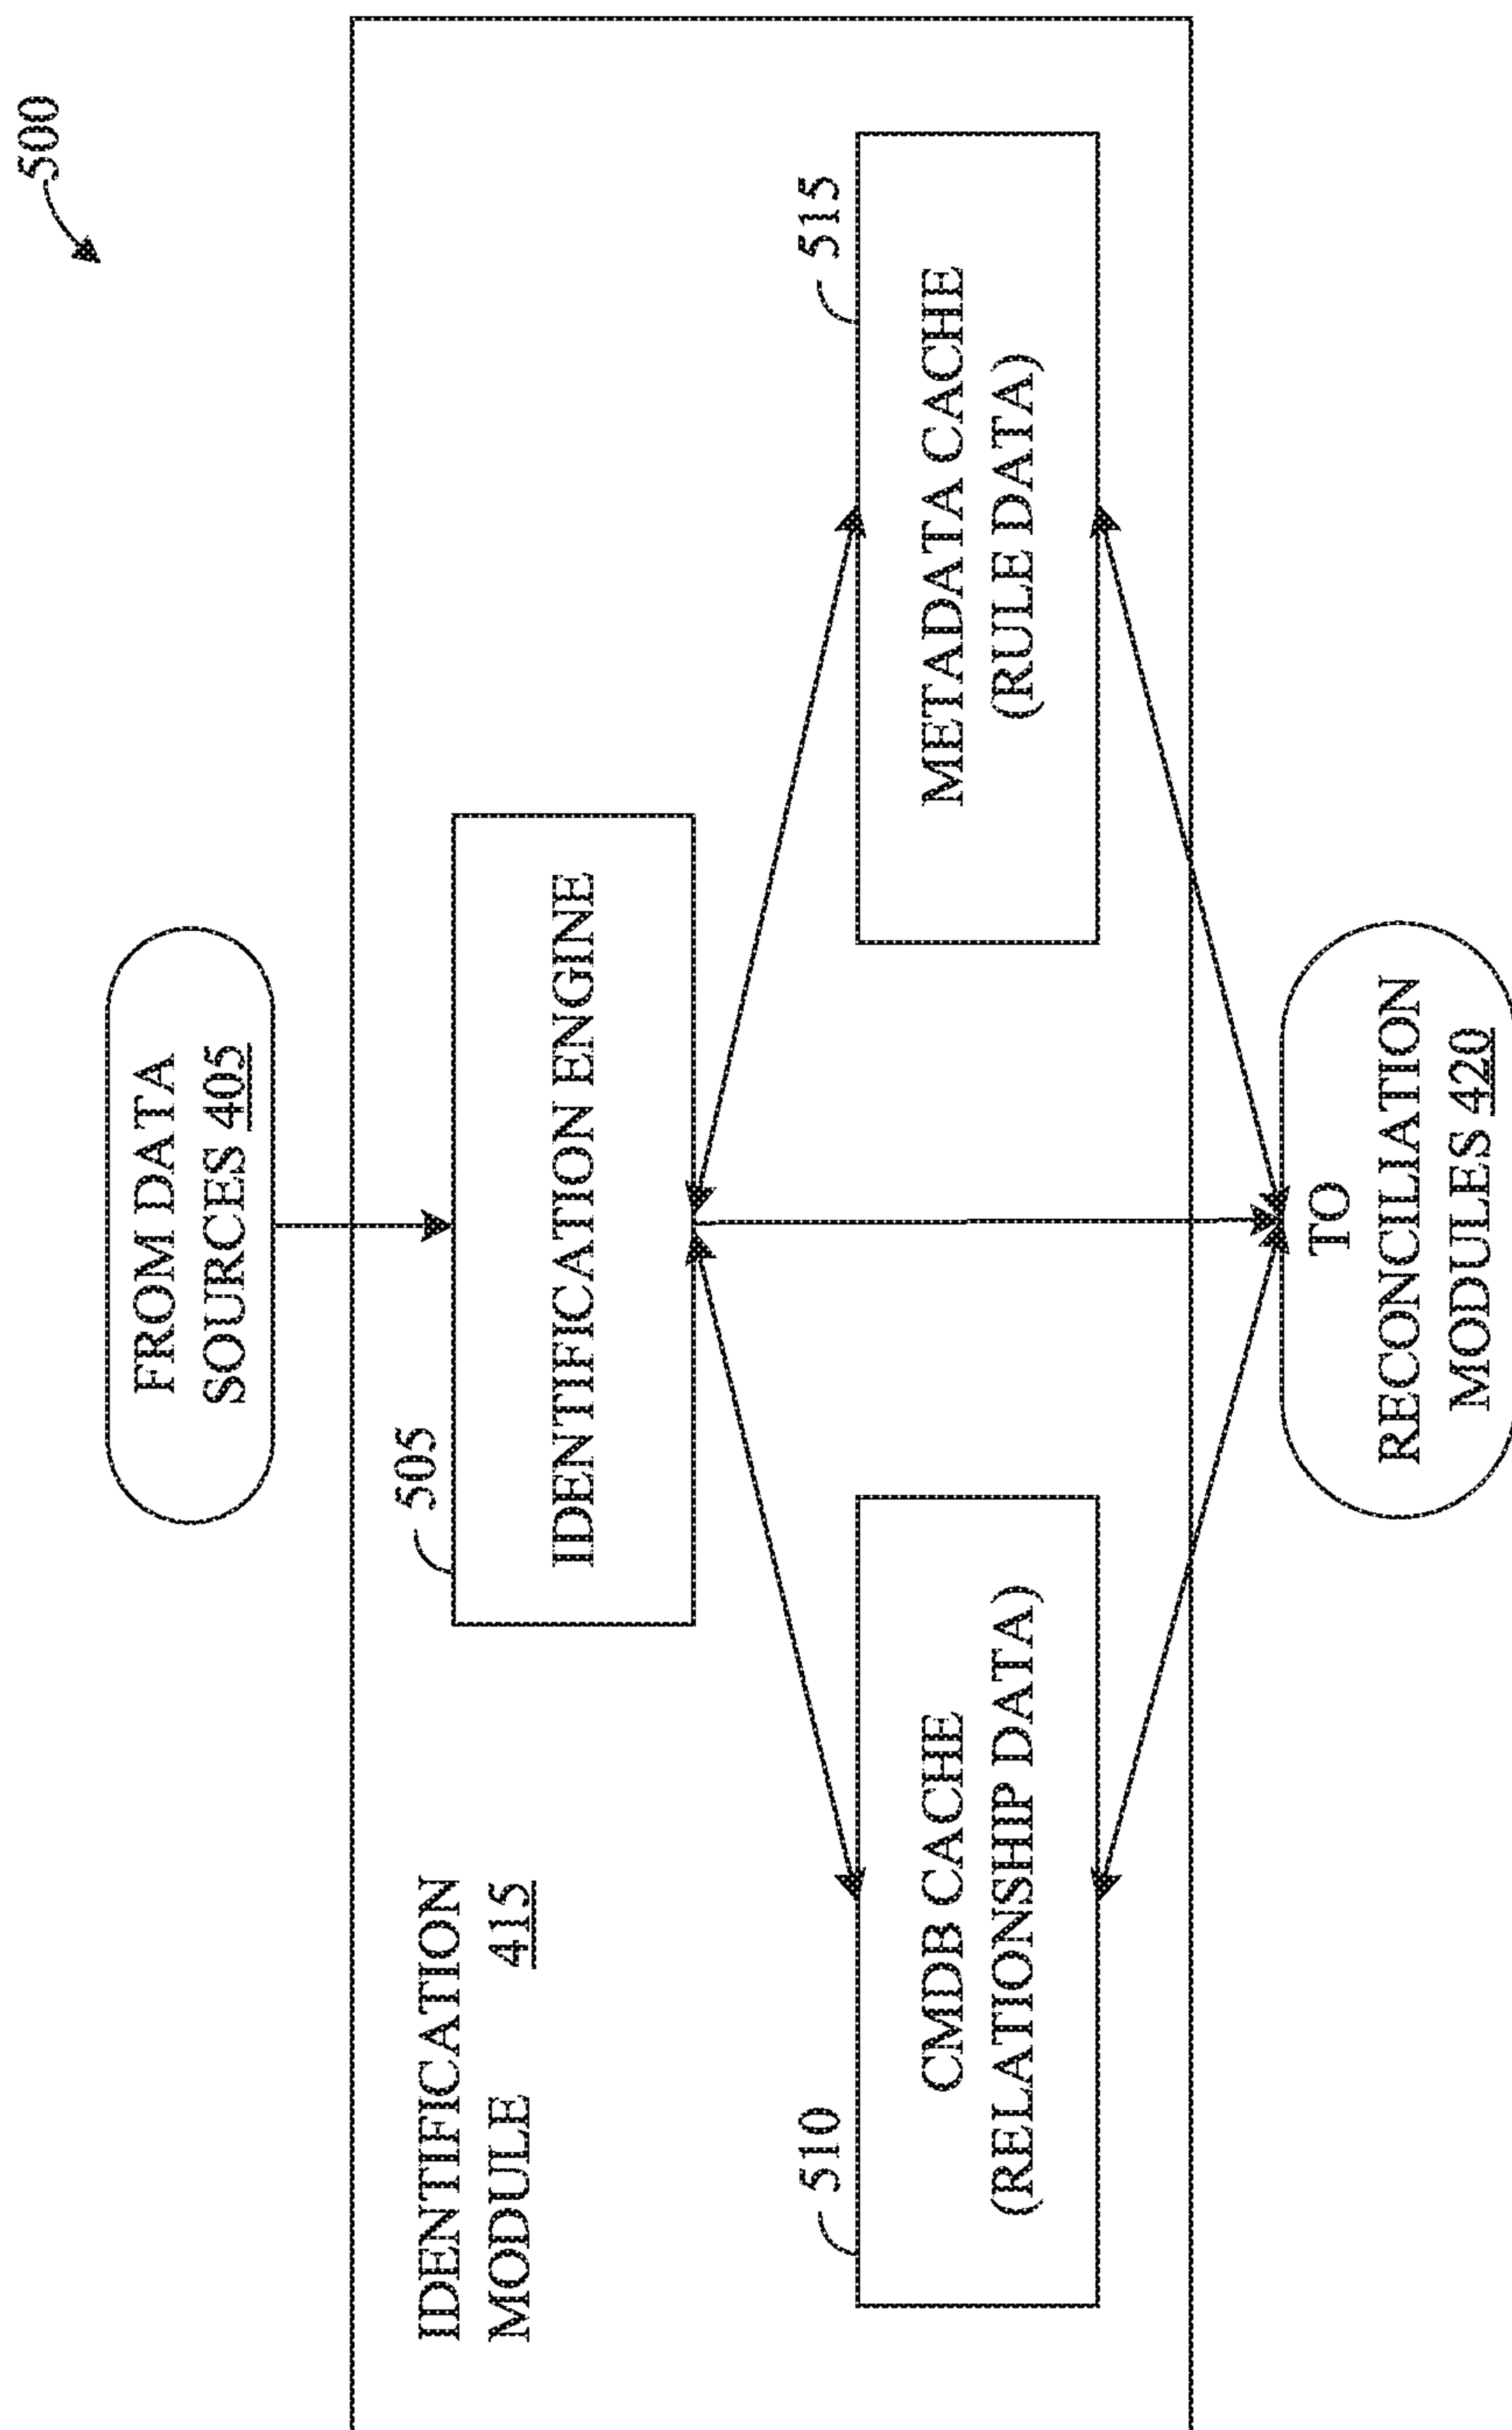 500
FROM DATA
SOURCES 405
IDENTIFICATION
MODULE 415
505
IDENTIFICATION ENGINE
510
CMDB CACHE
(RELATIONSHIP DATA)
515
METADATA CACHE
(RULE DATA)
TO
RECONCILIATION
MODULES 420